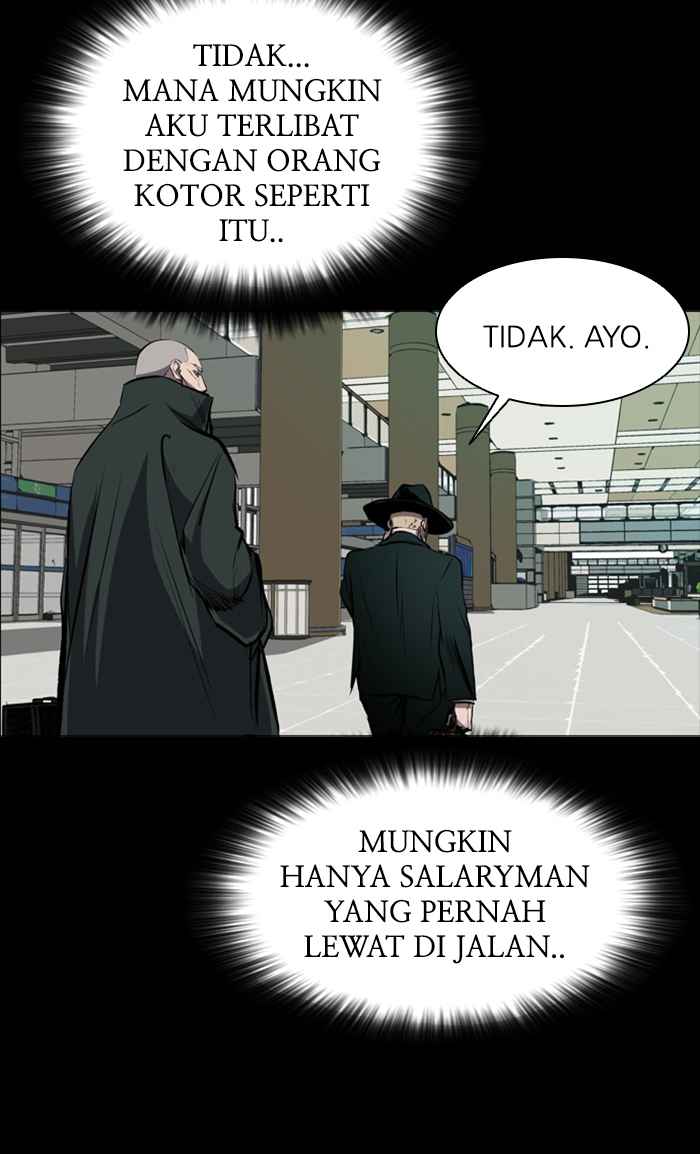 TIDAK...
MANA MUNGKIN
AKU TERLIBAT
DENGAN ORANG
KOTOR SEPERTI
ITU..
TIDAK. AYO.
MUNGKIN
HANYA SALARYMAN
YANG PERNAH
LEWAT DI JALAN..